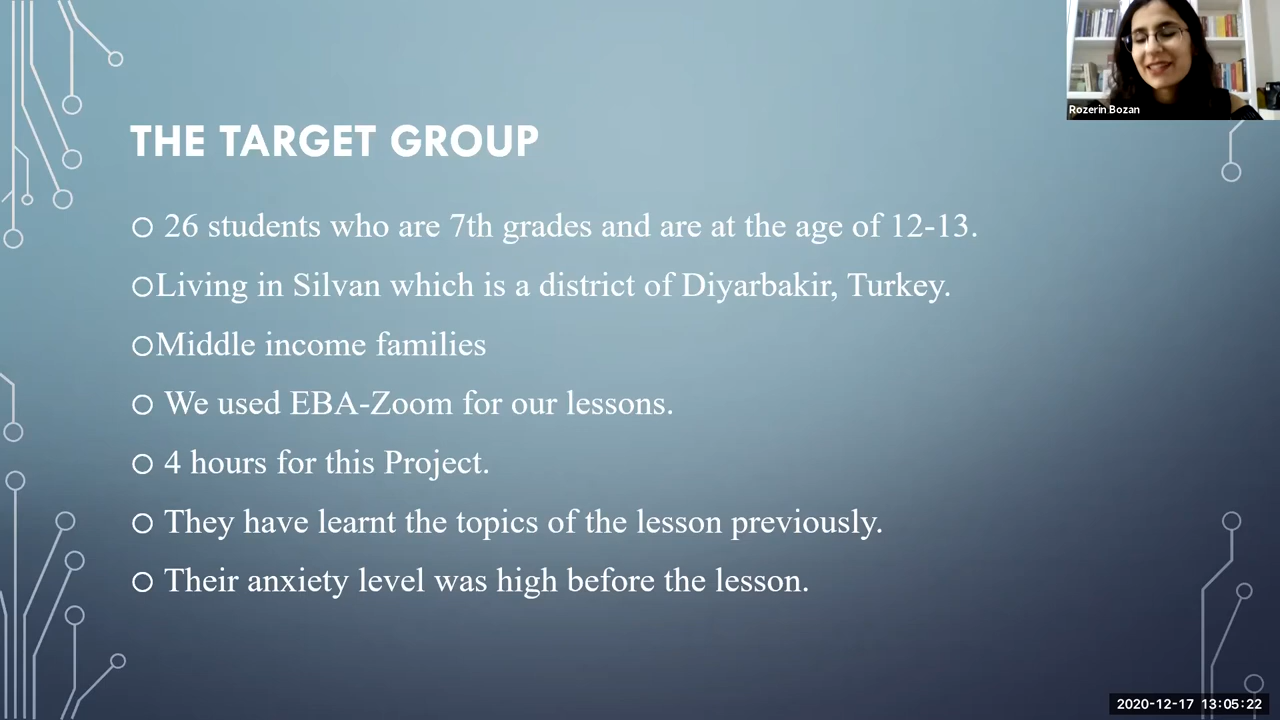 Rozerin Bozan
THE TARGET GROUP
26 students who are 7th grades and are at the age of 12-13.
Living in Silvan which is a district of Diyarbakir, Turkey.
Middle income families
We used EBA-Zoom for our lessons.
4 hours for this Project.
They have learnt the topics of the lesson previously.
Their anxiety level was high before the lesson.
2020-12-17 13:05:22